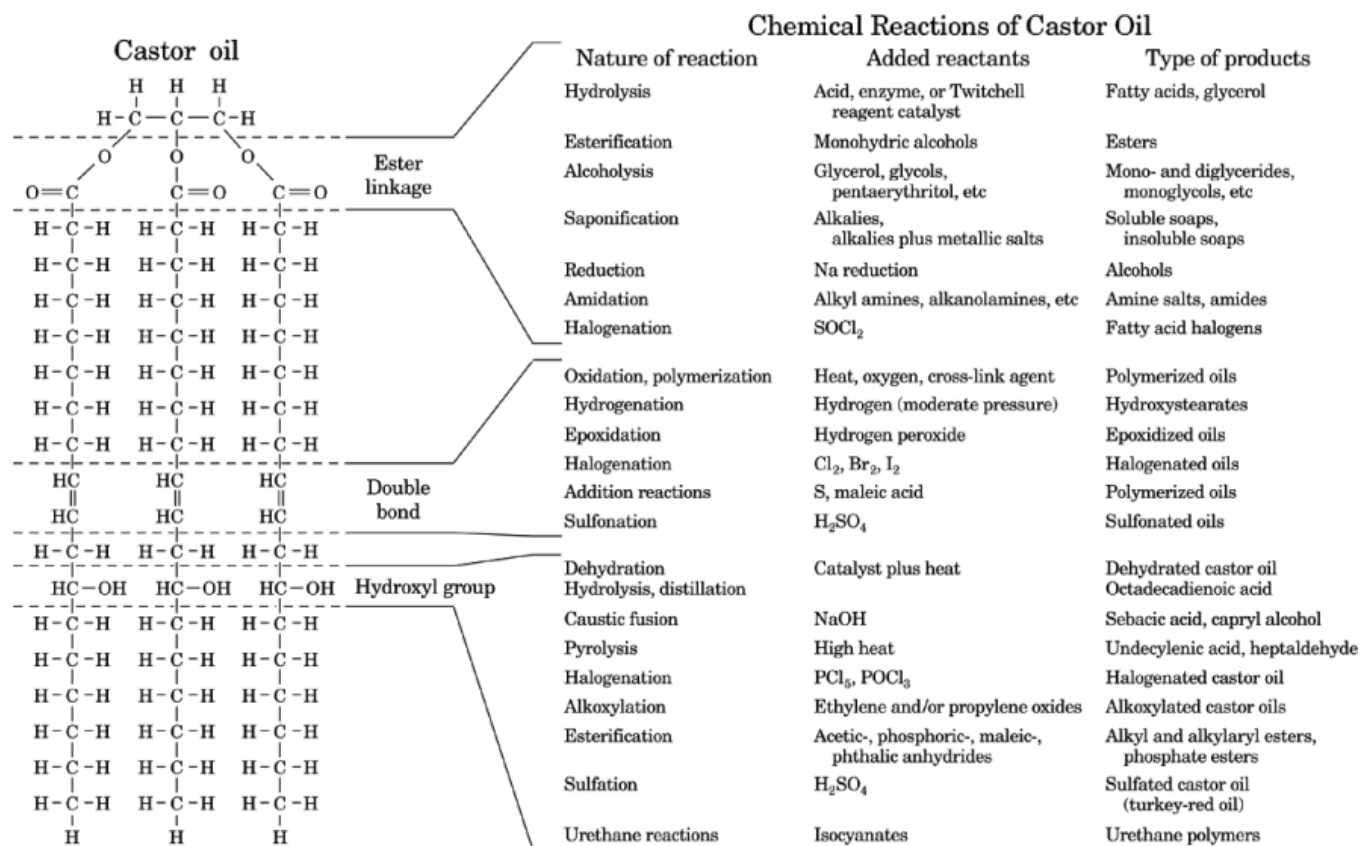 Chemical Reactions of Castor Oil
Castor oil
Nature of reaction Added reactants Type of products
Hydrolysis Acid, enzyme, or Twitchell Fatty acids, glycerol
reagent catalyst
Esterification Monohydric alcohols Esters
Alcoholysis Glycerol, glycols, Mono- and diglycerides,
pentaerythritol, etc monoglycols, etc
Saponification Alkalies, Soluble soaps,
alkalies plus metallic salts insoluble soaps
Reduction Na reduction Alcohols
Amidation Alkyl amines, alkanolamines, etc Amine salts, amides
Halogenation SOCl₂ Fatty acid halogens
Oxidation, polymerization Heat, oxygen, cross-link agent Polymerized oils
Hydrogenation Hydrogen (moderate pressure) Hydroxystearates
Epoxidation Hydrogen peroxide Epoxidized oils
Halogenation Cl₂, Br₂, I₂ Halogenated oils
Addition reactions S, maleic acid Polymerized oils
Sulfonation H₂SO₄ Sulfonated oils
Dehydration Catalyst plus heat Dehydrated castor oil
Hydrolysis, distillation Octadecadienoic acid
Caustic fusion NaOH Sebacic acid, capryl alcohol
Pyrolysis High heat Undecylenic acid, heptaldehyde
Halogenation PCl₅, POCl₃ Halogenated castor oil
Alkoxylation Ethylene and/or propylene oxides Alkoxylated castor oils
Esterification Acetic-, phosphoric-, maleic-, Alkyl and alkylaryl esters,
phthalic anhydrides phosphate esters
Sulfation H₂SO₄ Sulfated castor oil
(turkey-red oil)
Urethane reactions Isocyanates Urethane polymers
H H H
H-C-C-C-H
O O O
Ester
linkage
O=C C=O C=O
H-C-H H-C-H H-C-H
H-C-H H-C-H H-C-H
H-C-H H-C-H H-C-H
H-C-H H-C-H H-C-H
H-C-H H-C-H H-C-H
H-C-H H-C-H H-C-H
H-C-H H-C-H H-C-H
HC HC HC
Double
bond
HC HC HC
H-C-H H-C-H H-C-H
HC-OH HC-OH HC-OH Hydroxyl group
H-C-H H-C-H H-C-H
H-C-H H-C-H H-C-H
H-C-H H-C-H H-C-H
H-C-H H-C-H H-C-H
H-C-H H-C-H H-C-H
H-C-H H-C-H H-C-H
H H H